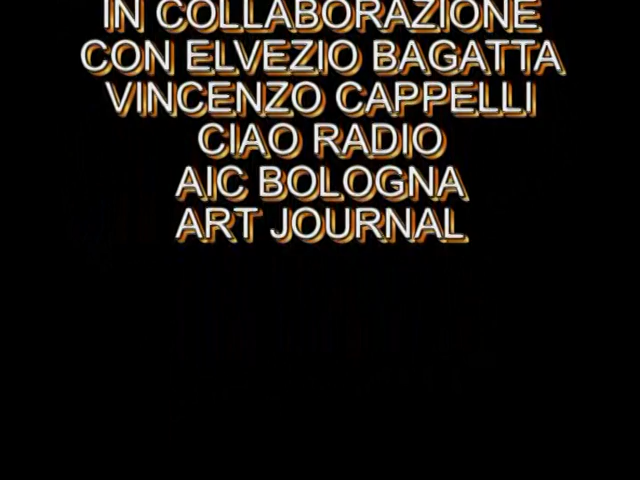 IN COLLABORAZIONE
CON ELVEZIO BAGATTA
VINCENZO CAPPELLI
CIAO RADIO
AIC BOLOGNA
ART JOURNAL